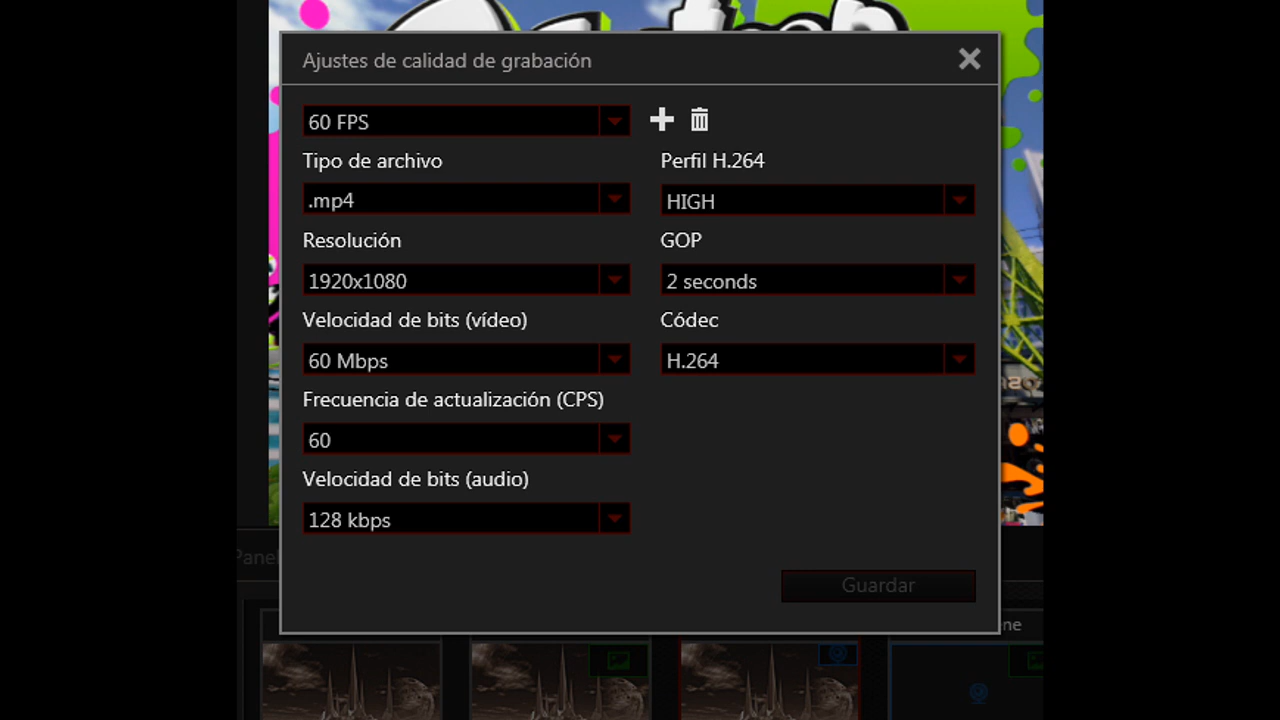 Ajustes de calidad de grabación
60 FPS
Tipo de archivo
Perfil H.264
.mp4
HIGH
Resolución
GOP
1920x1080
2 seconds
Velocidad de bits (vídeo)
Códec
60 Mbps
H.264
Frecuencia de actualización (CPS)
60
Velocidad de bits (audio)
128 kbps
Guardar
Panel